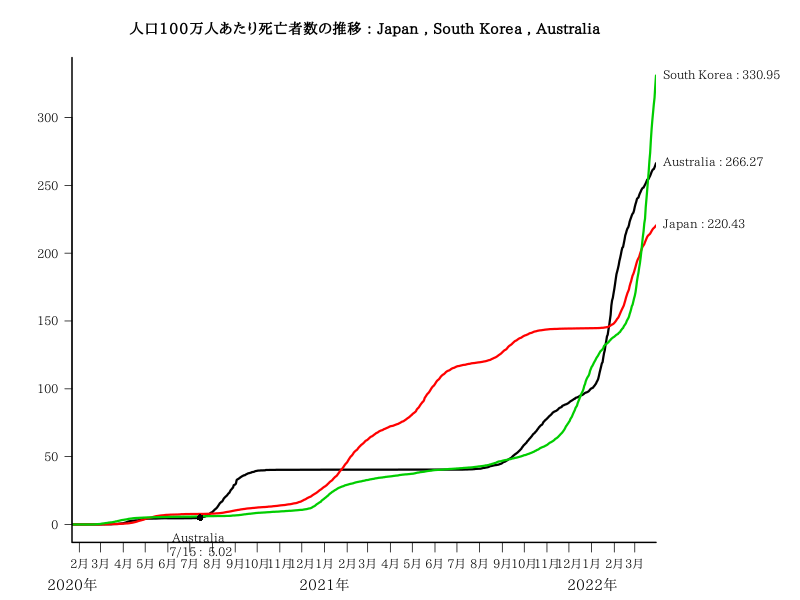 人口100万人あたり死亡者数の推移 : Japan , South Korea , Australia
South Korea : 330.95
300
250
Australia : 266.27
Japan : 220.43
200
150
100
50
0
Australia
7/15 : 5.02
2月 3月 4月 5月 6月 7月 8月 9月 10月 11月 12月 1月 2月 3月 4月 5月 6月 7月 8月 9月 10月 11月 12月 1月 2月 3月
2020年 2021年 2022年